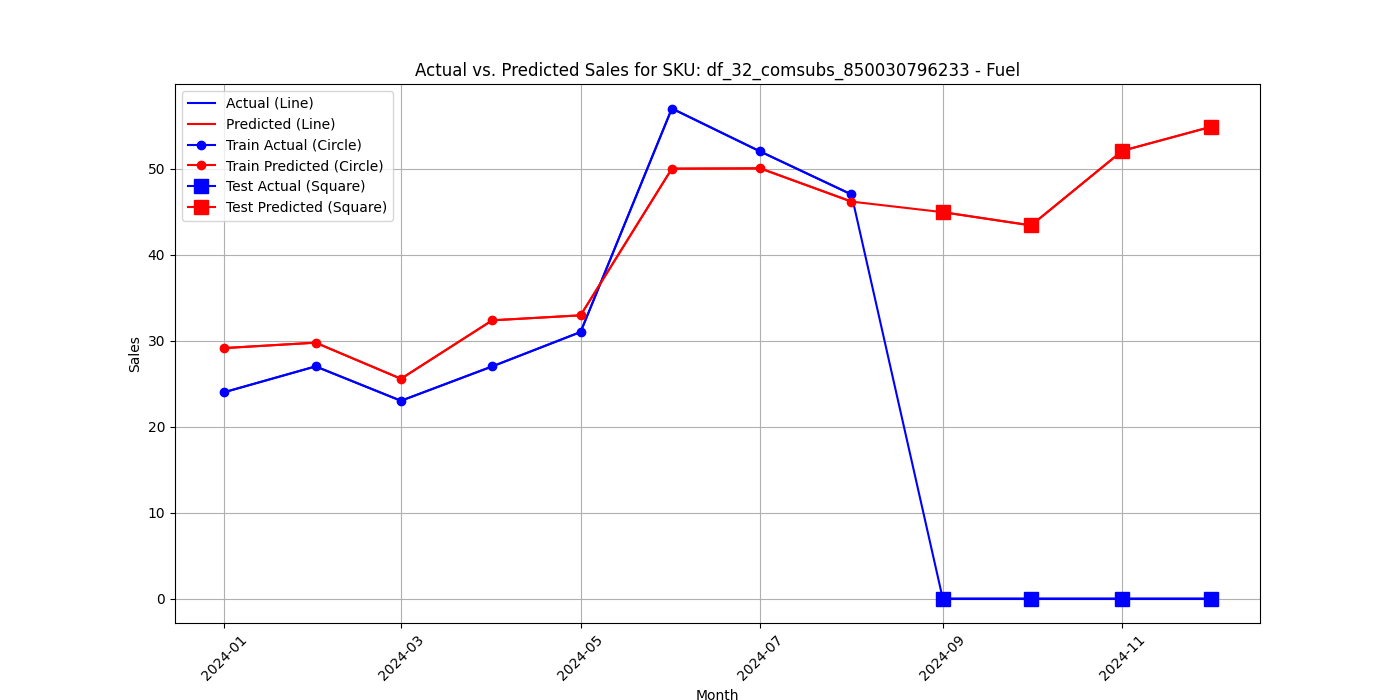 Actual vs. Predicted Sales for SKU: df_32_comsubs_850030796233 - Fuel
Actual (Line)
Predicted (Line)
Train Actual (Circle)
Train Predicted (Circle)
Test Actual (Square)
Test Predicted (Square)
50
40
30
20
10
0
Sales
2024-01
2024-03
2024-05
2024-07
2024-09
2024-11
Month